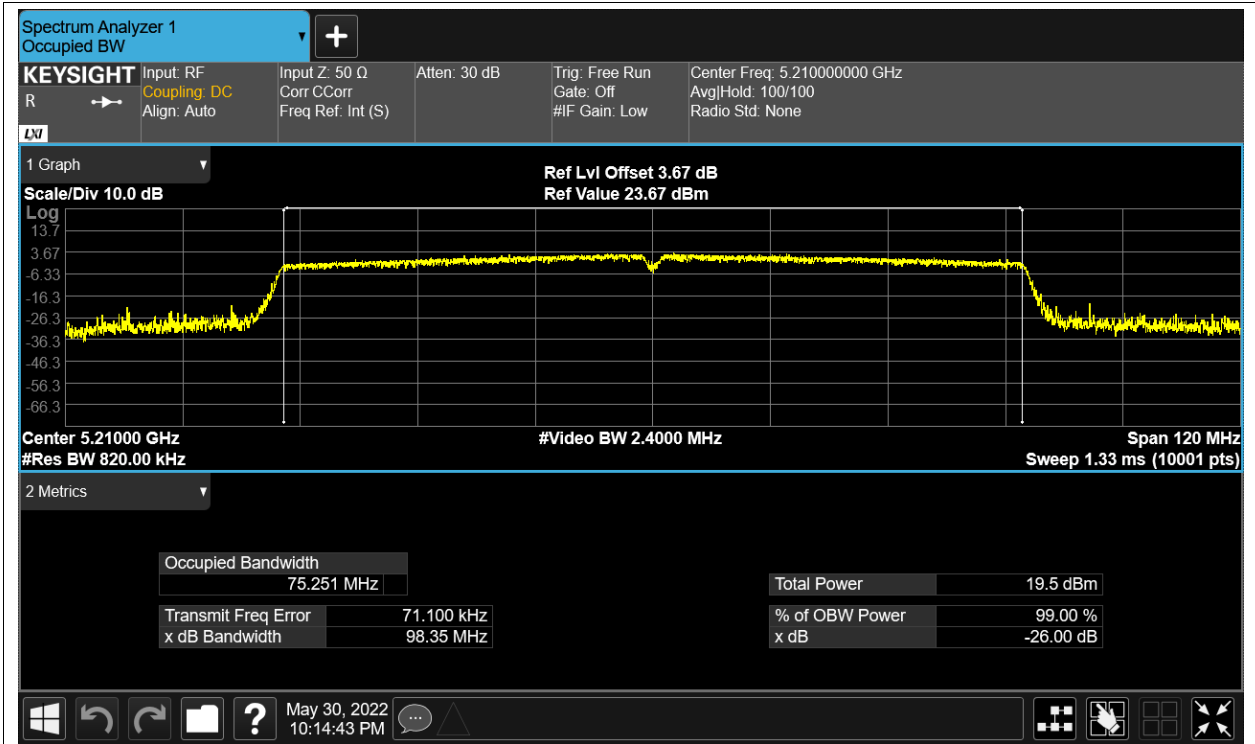 Spectrum Analyzer 1
Occupied BW
KEYSIGHT
R
LXI
Input: RF
Coupling: DC
Align: Auto
Input Z: 50 Ω
Corr CCorr
Freq Ref: Int (S)
Atten: 30 dB
Trig: Free Run
Gate: Off
#IF Gain: Low
Center Freq: 5.210000000 GHz
Avg|Hold: 100/100
Radio Std: None
1 Graph
Scale/Div 10.0 dB
Ref Lvl Offset 3.67 dB
Ref Value 23.67 dBm
Log
13.7
3.67
-6.33
-16.3
-26.3
-36.3
-46.3
-56.3
-66.3
Center 5.21000 GHz
#Video BW 2.4000 MHz
Span 120 MHz
#Res BW 820.00 kHz
Sweep 1.33 ms (10001 pts)
2 Metrics
Occupied Bandwidth
75.251 MHz
Transmit Freq Error 71.100 kHz
x dB Bandwidth 98.35 MHz
Total Power 19.5 dBm
% of OBW Power 99.00 %
x dB -26.00 dB
May 30, 2022
10:14:43 PM